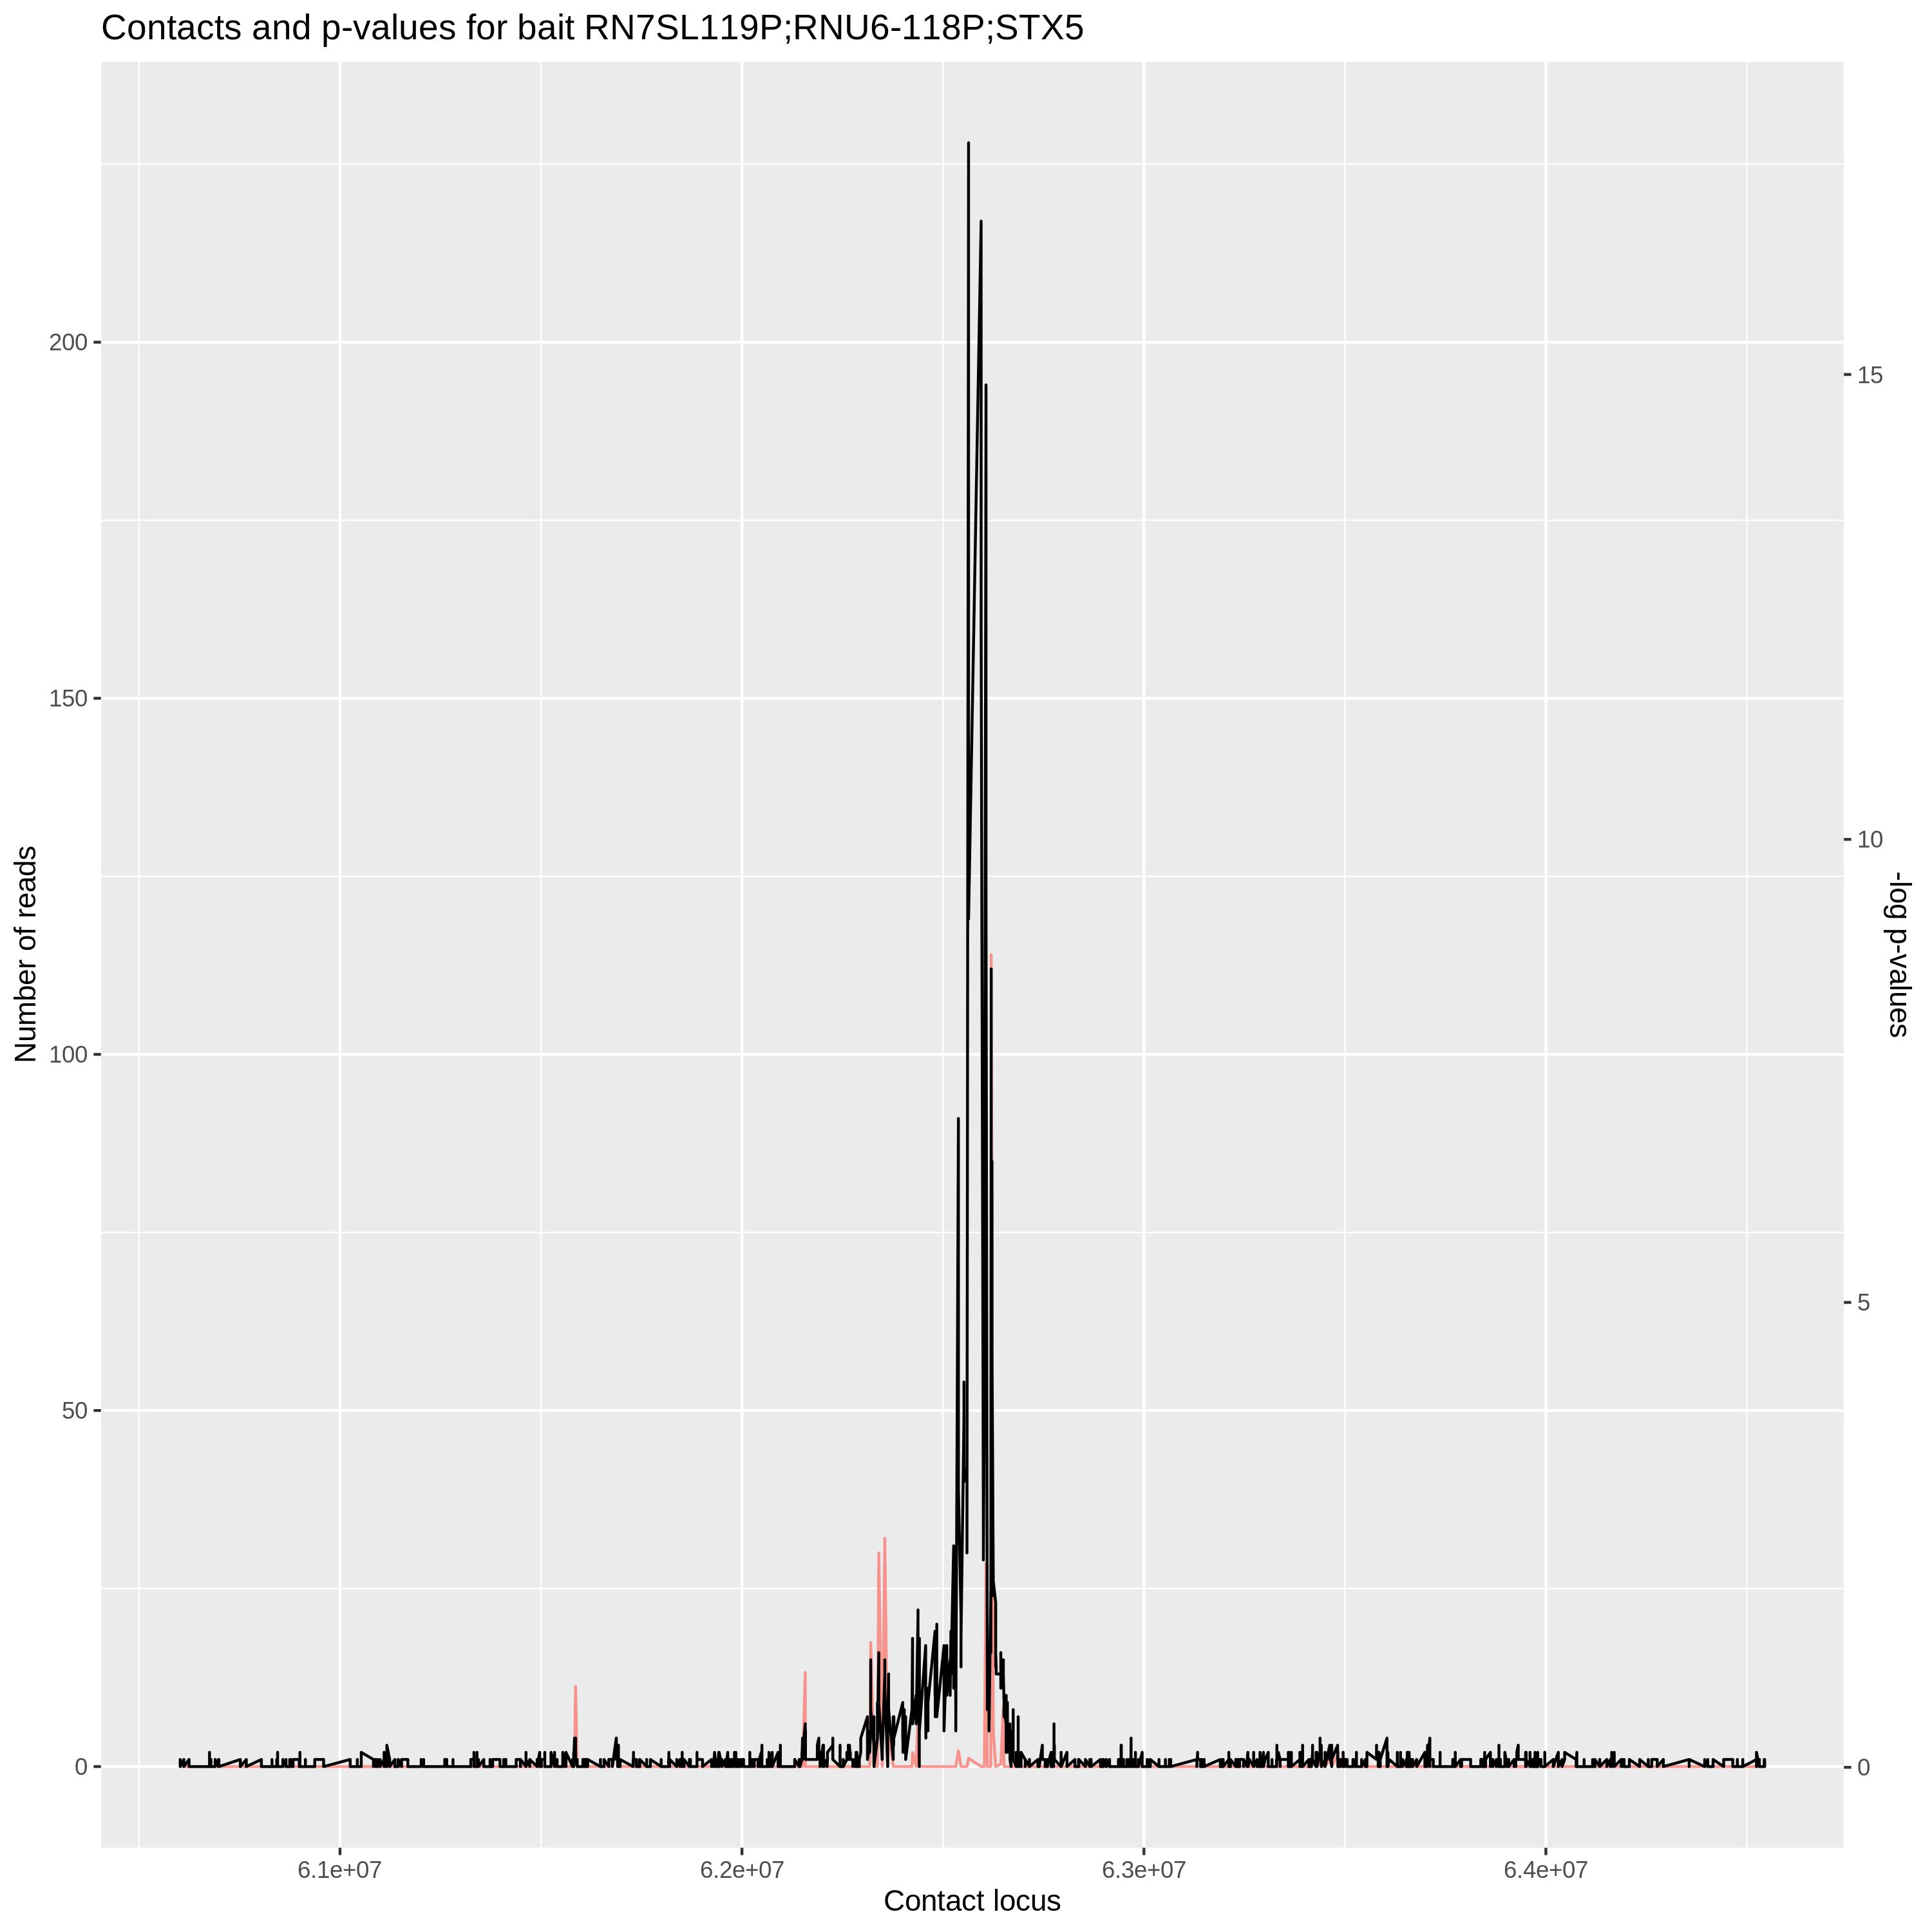 Contacts and p-values for bait RN7SL119P;RNU6-118P;STX5
200
150
100
50
0
Number of reads
15
10
5
0
-log p-values
6.1e+07
6.2e+07
6.3e+07
6.4e+07
Contact locus